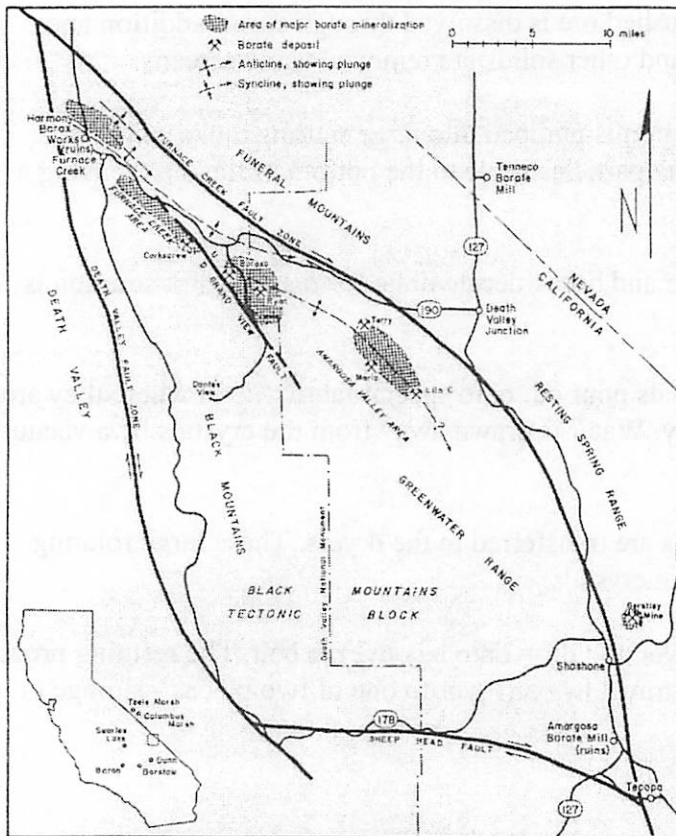 Area of major borate mineralization
Borate deposit
Anticline, showing plunge
Syncline, showing plunge
0 5 10 miles
Harmon
Borax
Works
(ruins)
Furnace
Creek
FURNACE CREEK FAULT ZONE
FUNERAL
MOUNTAINS
Tenneco
Borate Mill
N
127
NEVADA
CALIFORNIA
FURNACE CREEK
AREA
Corkscrew
Boraxo
GRAND VIEW FAULT
190
Death
Valley
Junction
Terry
Lila C
AMARGOSA VALLEY
DEATH VALLEY
DEATH VALLEY FAULT ZONE
BLACK
MOUNTAINS
RESTING SPRING RANGE
GREENWATER
RANGE
Death Valley National Monument
BLACK MOUNTAINS
TECTONIC BLOCK
Gerstley
Mine
Shoshone
178
SHEEP HEAD FAULT
Amargosa
Borate Mill
(ruins)
Tecopa
127
Teels Marsh
Columbus
Marsh
Searles
Lake
Dunn
Boron
Barstow